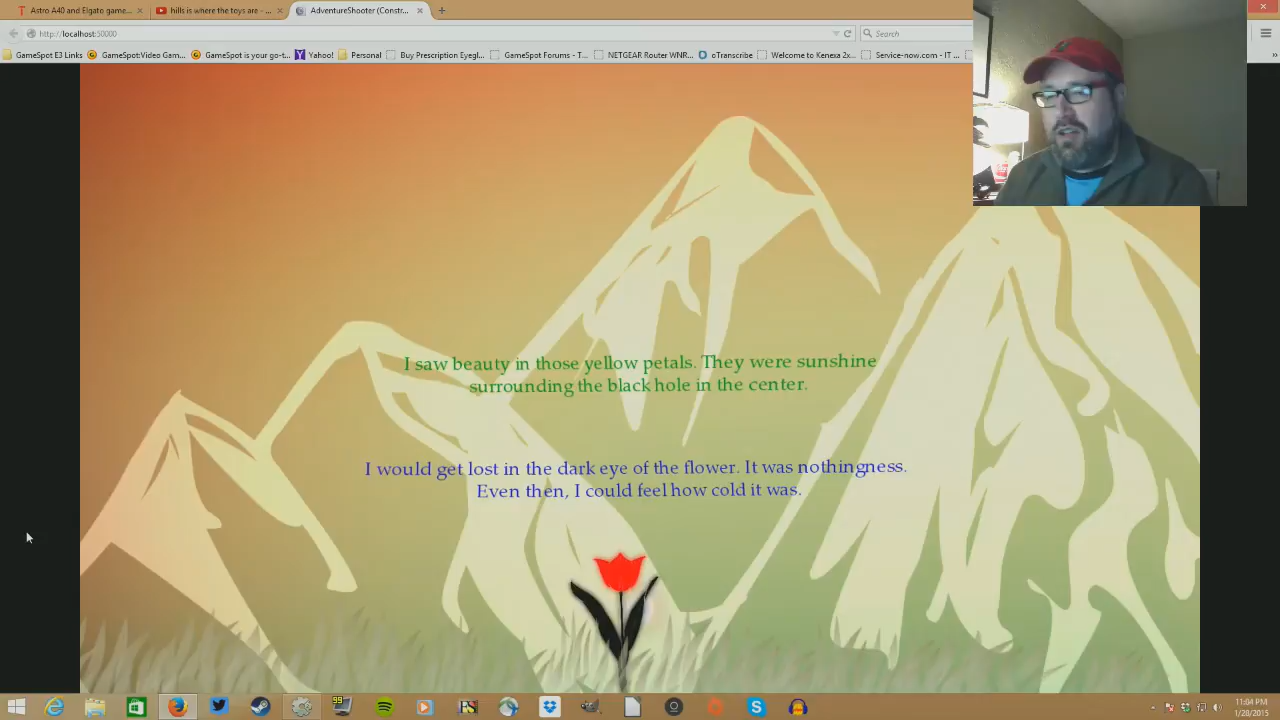 Astro A40 and Elgato game...
hills is where the toys are - ...
AdventureShooter (Constr...
http://localhost:50000
Search
GameSpot E3 Links
GameSpot:Video Gam...
GameSpot is your go-t...
Yahoo!
Personal
Buy Prescription Eyegl...
GameSpot Forums - T...
NETGEAR Router WNR...
oTranscribe
Welcome to Kenexa 2x...
Service-now.com - IT ...
I saw beauty in those yellow petals. They were sunshine
surrounding the black hole in the center.
I would get lost in the dark eye of the flower. It was nothingness.
Even then, I could feel how cold it was.
99
11:04 PM
1/28/2015